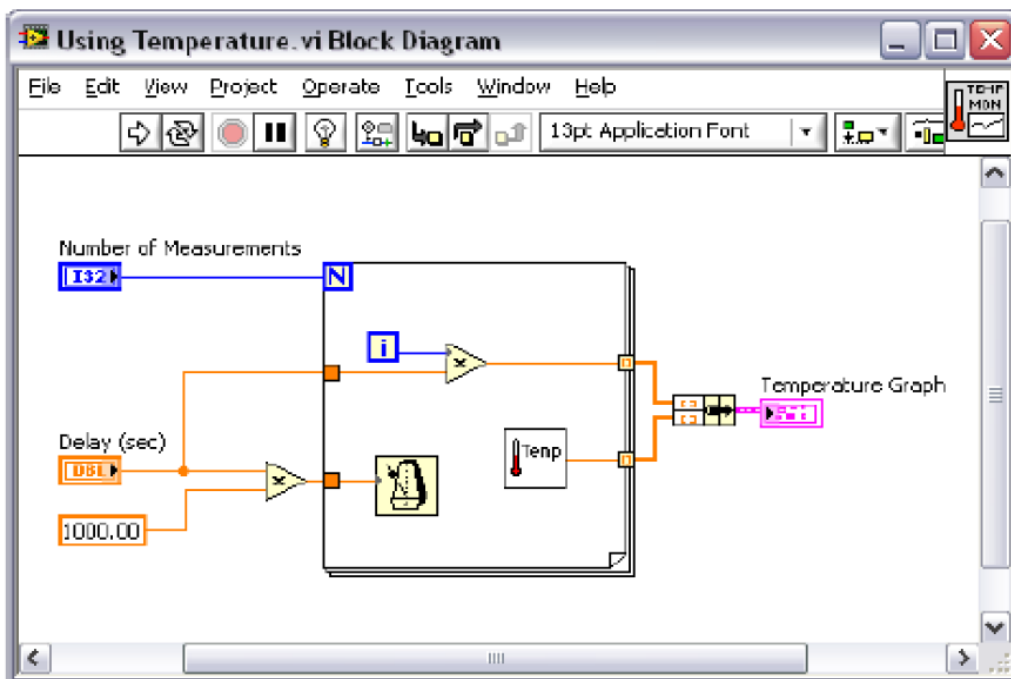 Using Temperature.vi Block Diagram
File Edit View Project Operate Tools Window Help
TEMP
MON
13pt Application Font
Number of Measurements
I32
N
i
Temperature Graph
Delay (sec)
DBL
Temp
1000.00